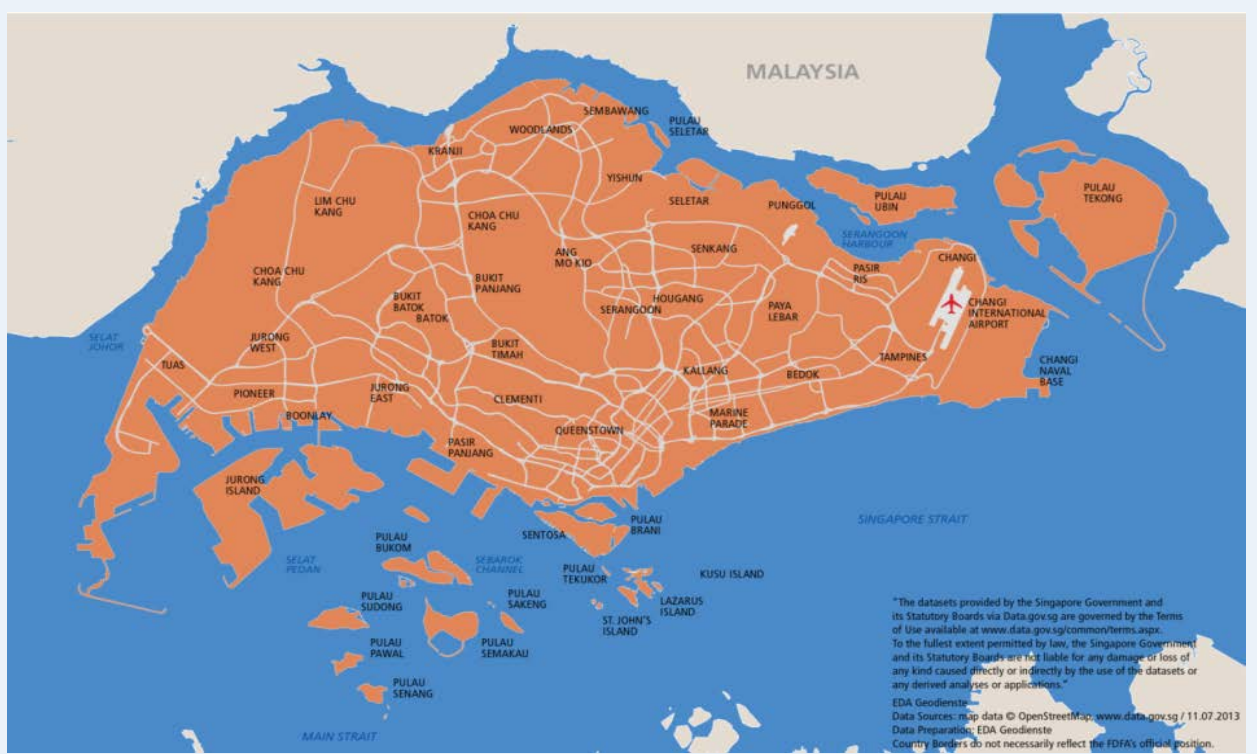 MALAYSIA
SEMBAWANG
WOODLANDS
PULAU
SELETAR
KRANJI
YISHUN
LIM CHU
KANG
SELETAR
PUNGGOL
PULAU
UBIN
PULAU
TEKONG
CHOA CHU
KANG
SERANGOON
HARBOUR
ANG
MO KIO
SENKANG
CHANGI
CHOA CHU
KANG
BUKIT
PANJANG
PASIR
RIS
BUKIT
BATOK
BATOK
HOUGANG
SERANGOON
PAYA
LEBAR
CHANGI
INTERNATIONAL
AIRPORT
SELAT
JOHOR
JURONG
WEST
BUKIT
TIMAH
TUAS
TAMPINES
CHANGI
NAVAL
BASE
KALLANG
BEDOK
PIONEER
JURONG
EAST
CLEMENTI
BOONLAY
MARINE
PARADE
QUEENSTOWN
PASIR
PANJANG
JURONG
ISLAND
SINGAPORE STRAIT
PULAU
BRANI
SENTOSA
PULAU
BUKOM
SELAT
PEDAN
SEBAROK
CHANNEL
PULAU
TEKUKOR
KUSU ISLAND
PULAU
SUDONG
PULAU
SAKENG
LAZARUS
ISLAND
ST. JOHN'S
ISLAND
PULAU
PAWAL
PULAU
SEMAKAU
PULAU
SENANG
MAIN STRAIT
"The datasets provided by the Singapore Government and
its Statutory Boards via Data.gov.sg are governed by the Terms
of Use available at www.data.gov.sg/common/terms.aspx.
To the fullest extent permitted by law, the Singapore Government
and its Statutory Boards are not liable for any damage or loss of
any kind caused directly or indirectly by the use of the datasets or
any derived analyses or applications."
EDA Geodienste
Data Sources: map data © OpenStreetMap, www.data.gov.sg / 11.07.2013
Data Preparation: EDA Geodienste
Country Borders do not necessarily reflect the FDFA's official position.